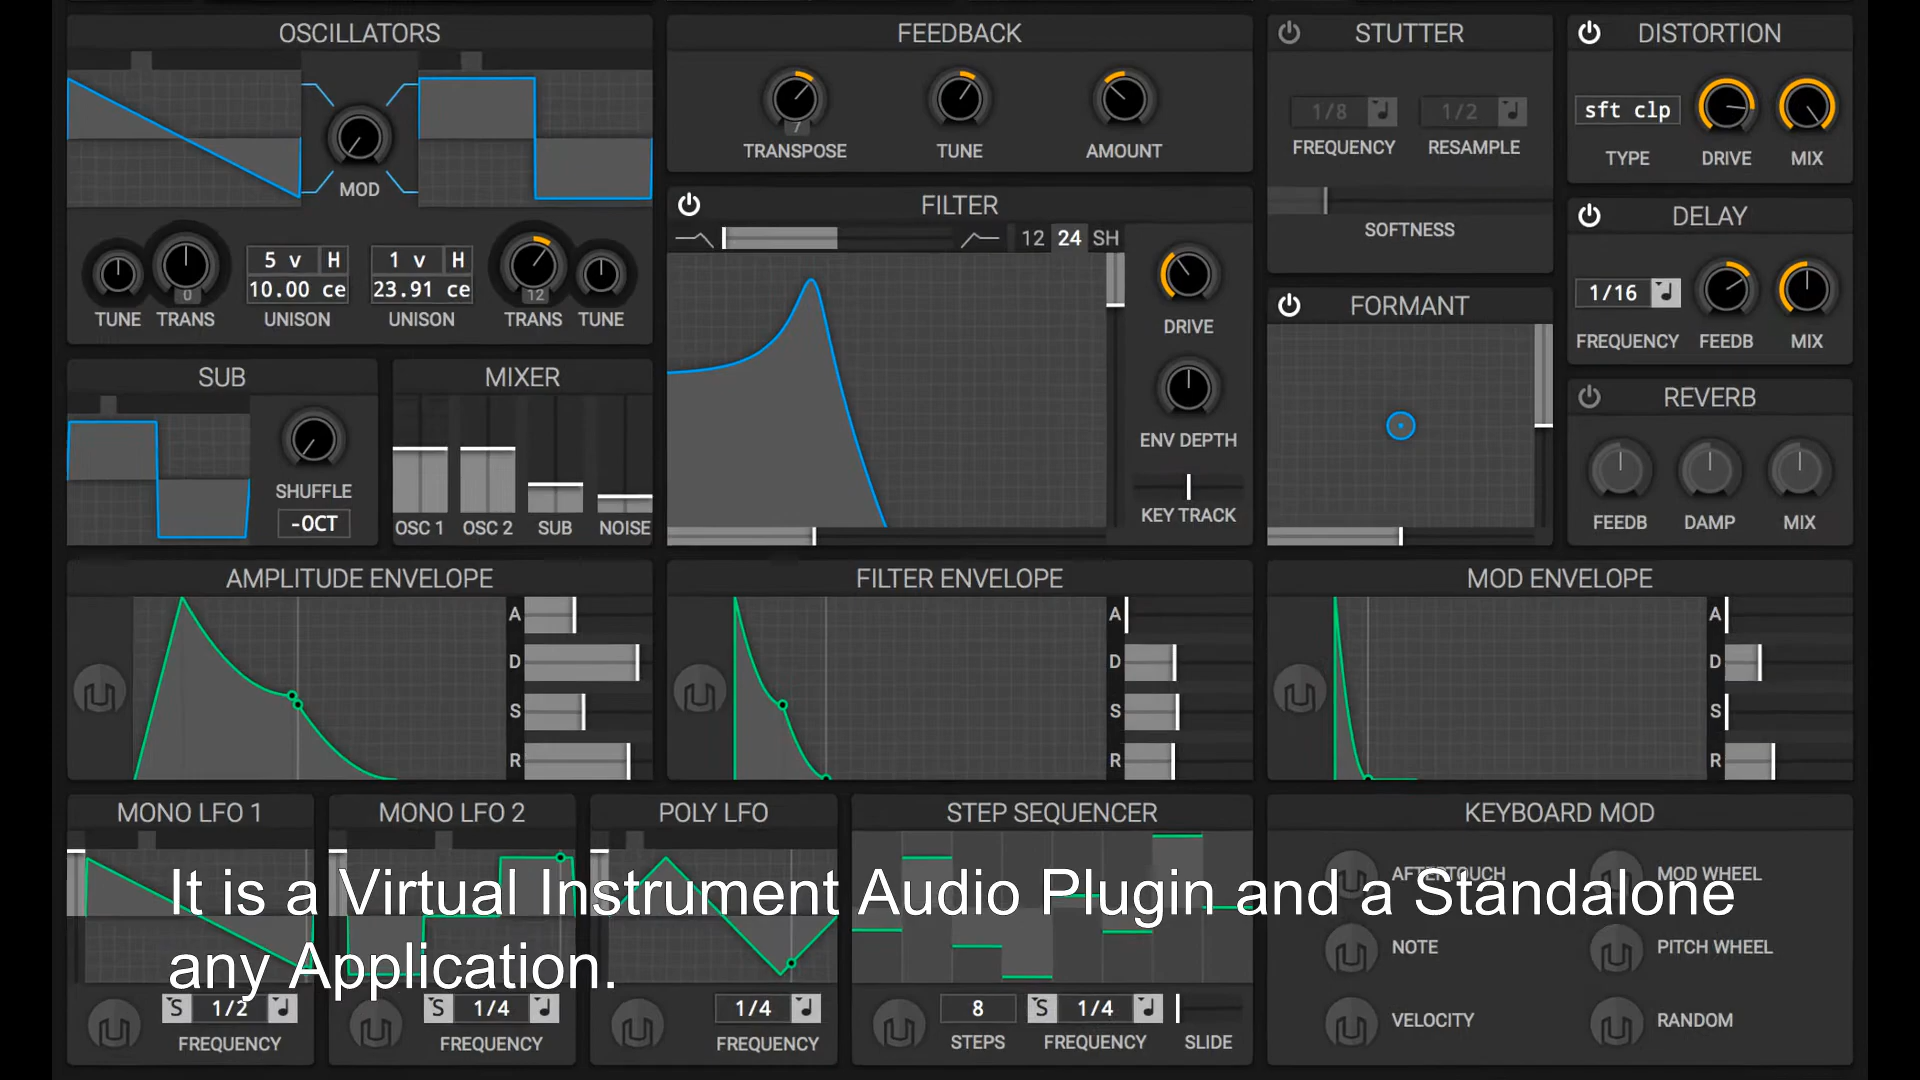 OSCILLATORS
MOD
5 v H
10.00 ce
1 v H
23.91 ce
0
12
TUNE TRANS UNISON UNISON TRANS TUNE
SUB
SHUFFLE
-OCT
MIXER
OSC 1 OSC 2 SUB NOISE
FEEDBACK
7
TRANSPOSE TUNE AMOUNT
FILTER
12 24 SH
DRIVE
ENV DEPTH
KEY TRACK
STUTTER
1/8 1/2
FREQUENCY RESAMPLE
SOFTNESS
FORMANT
DISTORTION
sft clp
TYPE DRIVE MIX
DELAY
1/16
FREQUENCY FEEDB MIX
REVERB
FEEDB DAMP MIX
AMPLITUDE ENVELOPE
A
D
S
R
FILTER ENVELOPE
A
D
S
R
MOD ENVELOPE
A
D
S
R
MONO LFO 1
S 1/2
FREQUENCY
MONO LFO 2
S 1/4
FREQUENCY
POLY LFO
1/4
FREQUENCY
STEP SEQUENCER
8 S 1/4
STEPS FREQUENCY SLIDE
KEYBOARD MOD
AFTERTOUCH MOD WHEEL
NOTE PITCH WHEEL
VELOCITY RANDOM
It is a Virtual Instrument Audio Plugin and a Standalone
any Application.